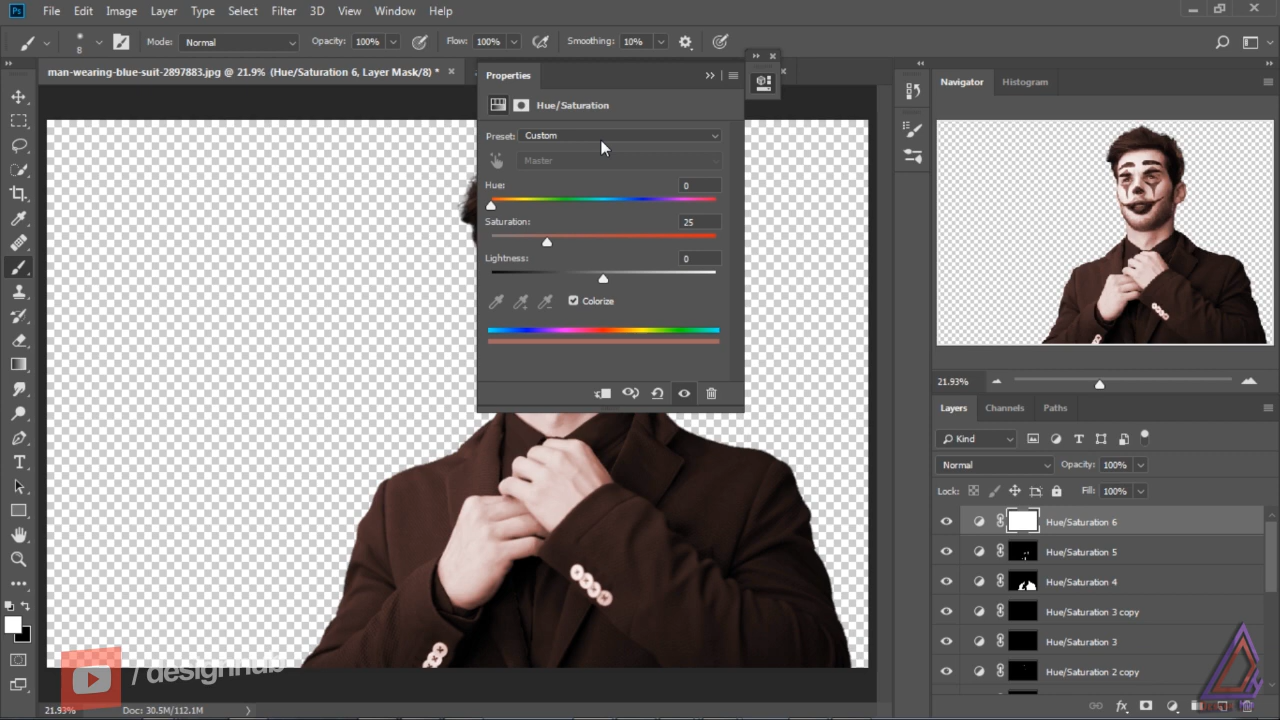 Ps File Edit Image Layer Type Select Filter 3D View Window Help
8 Mode: Normal Opacity: 100% Flow: 100% Smoothing: 10%
man-wearing-blue-suit-2897883.jpg @ 21.9% (Hue/Saturation 6, Layer Mask/8) *
Properties
Hue/Saturation
Preset: Custom
Master
Hue: 0
Saturation: 25
Lightness: 0
Colorize
Navigator Histogram
21.93%
Layers Channels Paths
Kind
Normal Opacity: 100%
Lock: Fill: 100%
Hue/Saturation 6
Hue/Saturation 5
Hue/Saturation 4
Hue/Saturation 3 copy
Hue/Saturation 3
Hue/Saturation 2 copy
fx
/ designhub
21.93% Doc: 30.5M/112.1M